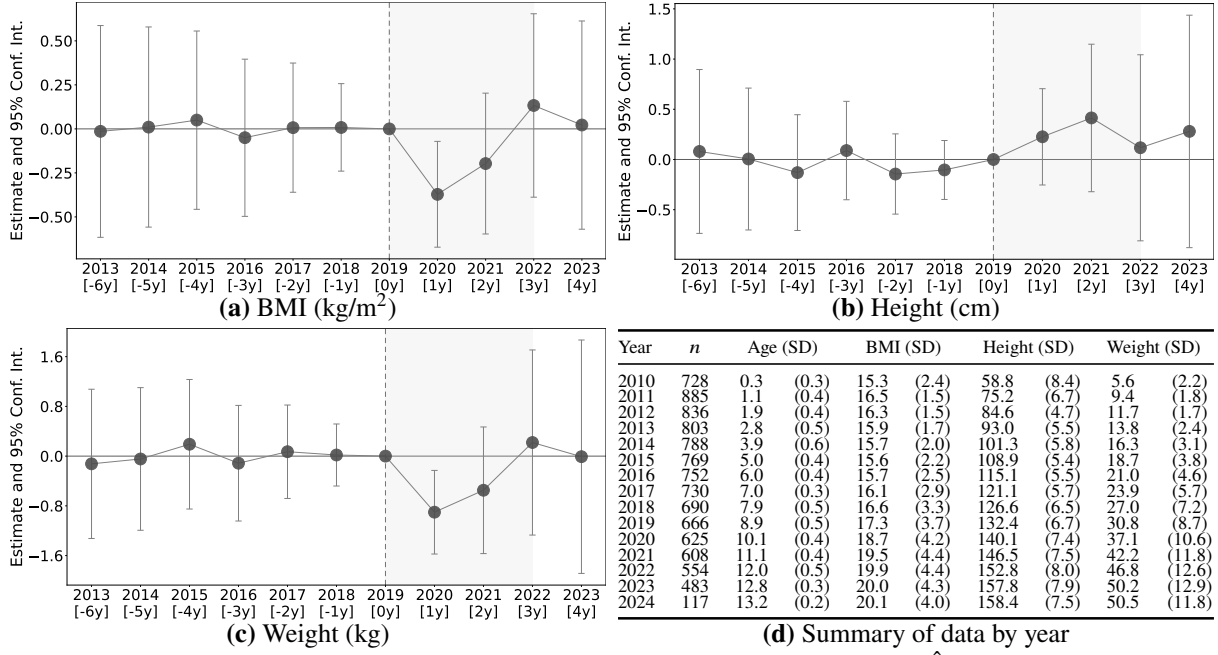 Estimate and 95% Conf. Int.
0.50
0.25
0.00
−0.25
−0.50
2013 2014 2015 2016 2017 2018 2019 2020 2021 2022 2023
[-6y] [-5y] [-4y] [-3y] [-2y] [-1y] [0y] [1y] [2y] [3y] [4y]
(a) BMI (kg/m²)
Estimate and 95% Conf. Int.
1.5
1.0
0.5
0.0
−0.5
2013 2014 2015 2016 2017 2018 2019 2020 2021 2022 2023
[-6y] [-5y] [-4y] [-3y] [-2y] [-1y] [0y] [1y] [2y] [3y] [4y]
(b) Height (cm)
Estimate and 95% Conf. Int.
1.6
0.8
0.0
−0.8
−1.6
2013 2014 2015 2016 2017 2018 2019 2020 2021 2022 2023
[-6y] [-5y] [-4y] [-3y] [-2y] [-1y] [0y] [1y] [2y] [3y] [4y]
(c) Weight (kg)
Year n Age (SD) BMI (SD) Height (SD) Weight (SD)
2010 728 0.3 (0.3) 15.3 (2.4) 58.8 (8.4) 5.6 (2.2)
2011 885 1.1 (0.4) 16.5 (1.5) 75.2 (6.7) 9.4 (1.8)
2012 836 1.9 (0.4) 16.3 (1.5) 84.6 (4.7) 11.7 (1.7)
2013 803 2.8 (0.5) 15.9 (1.7) 93.0 (5.5) 13.8 (2.4)
2014 788 3.9 (0.6) 15.7 (2.0) 101.3 (5.8) 16.3 (3.1)
2015 769 5.0 (0.4) 15.6 (2.2) 108.9 (5.4) 18.7 (3.8)
2016 752 6.0 (0.4) 15.7 (2.5) 115.1 (5.5) 21.0 (4.6)
2017 730 7.0 (0.3) 16.1 (2.9) 121.1 (5.7) 23.9 (5.7)
2018 690 7.9 (0.5) 16.6 (3.3) 126.6 (6.5) 27.0 (7.2)
2019 666 8.9 (0.5) 17.3 (3.7) 132.4 (6.7) 30.8 (8.7)
2020 625 10.1 (0.4) 18.7 (4.2) 140.1 (7.4) 37.1 (10.6)
2021 608 11.1 (0.4) 19.5 (4.4) 146.5 (7.5) 42.2 (11.8)
2022 554 12.0 (0.5) 19.9 (4.4) 152.8 (8.0) 46.8 (12.6)
2023 483 12.8 (0.3) 20.0 (4.3) 157.8 (7.9) 50.2 (12.9)
2024 117 13.2 (0.2) 20.1 (4.0) 158.4 (7.5) 50.5 (11.8)
(d) Summary of data by year